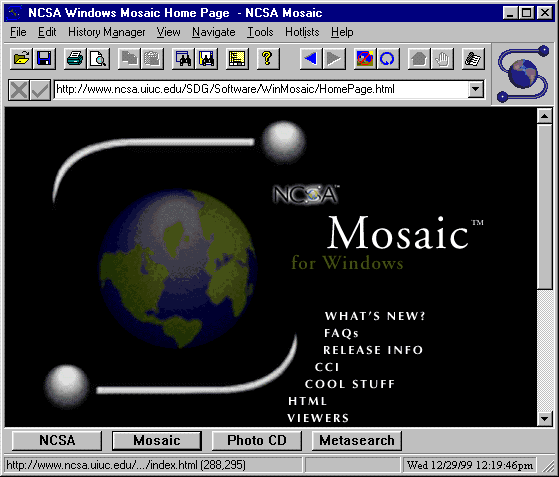 NCSA Windows Mosaic Home Page - NCSA Mosaic
File Edit History Manager View Navigate Tools Hotlists Help
http://www.ncsa.uiuc.edu/SDG/Software/WinMosaic/HomePage.html
NCSA™
Mosaic™
for Windows
WHAT'S NEW?
FAQs
RELEASE INFO
CCI
COOL STUFF
HTML
VIEWERS
NCSA Mosaic Photo CD Metasearch
http://www.ncsa.uiuc.edu/.../index.html (288,295) Wed 12/29/99 12:19:46pm